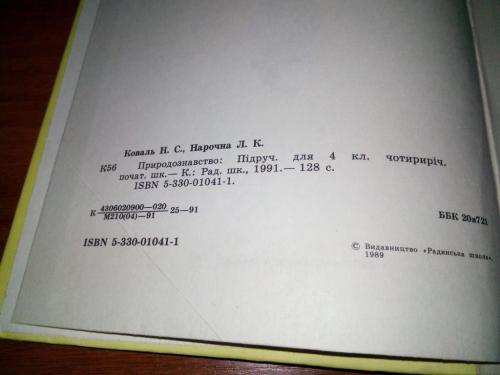 Коваль Н. С., Нарочна Л. К.
К56 Природознавство: Підруч. для 4 кл. чотириріч.
почат. шк.— К.: Рад. шк., 1991.— 128 с.
ISBN 5-330-01041-1.
К 4306020900—020 25—91
М210(04)—91
ББК 20я721
ISBN 5-330-01041-1
© Видавництво «Радянська школа»,
1989